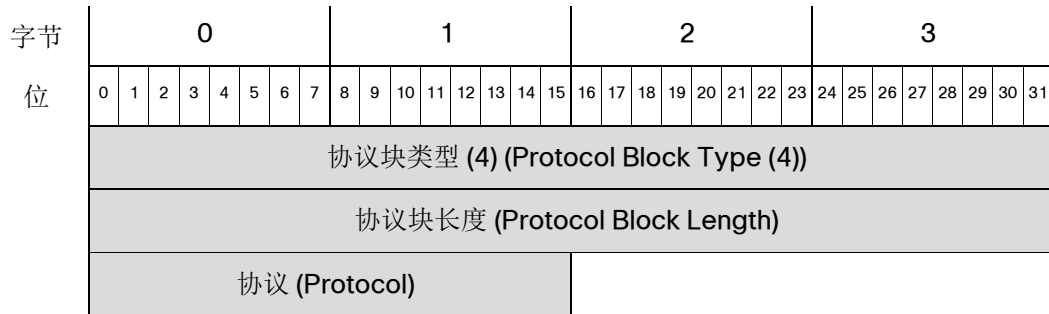 字节 0 1 2 3
位 0 1 2 3 4 5 6 7 8 9 10 11 12 13 14 15 16 17 18 19 20 21 22 23 24 25 26 27 28 29 30 31
协议块类型 (4) (Protocol Block Type (4))
协议块长度 (Protocol Block Length)
协议 (Protocol)